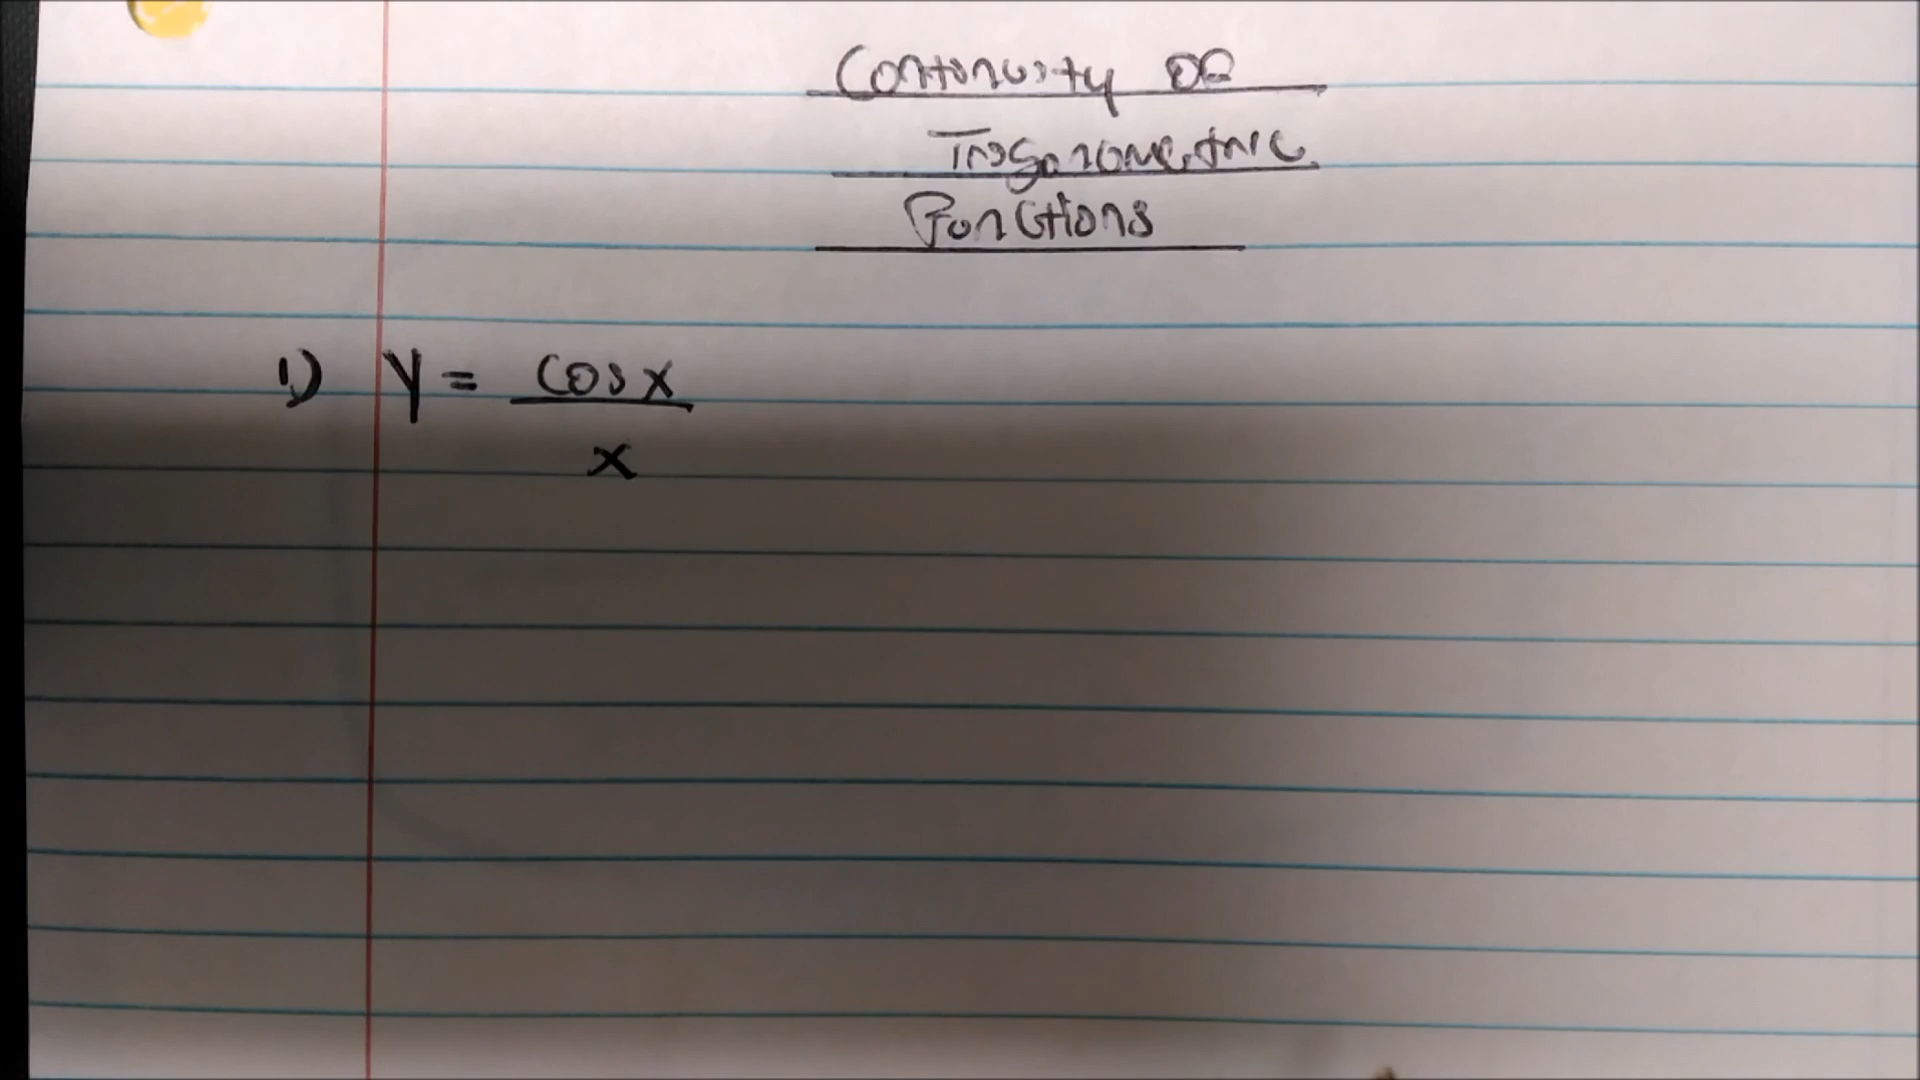 Continuity of
Trigonometric
Functions
1) y = cos x
x